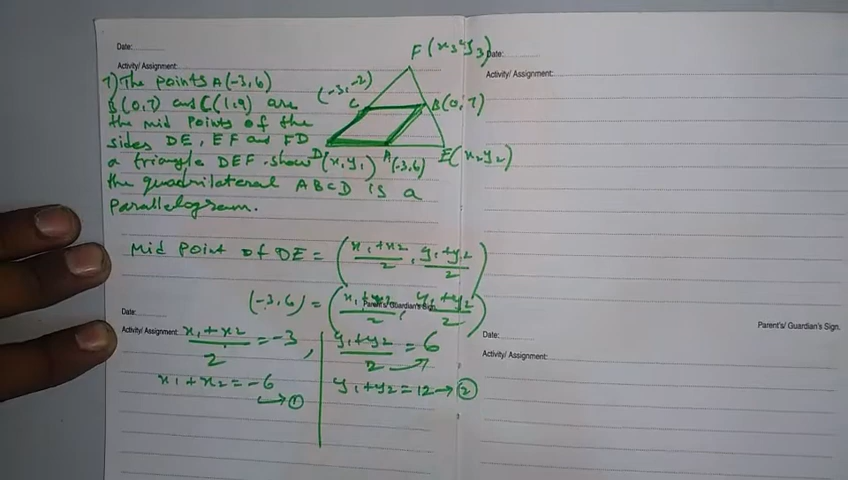 Date:
Activity/ Assignment:
7) The points A(-3,6)
B(0,7) and C(1,9) are
the mid points of the
sides DE, EF and FD
a triangle DEF. show
the quadrilateral ABCD is a
parallelogram.
F(x3 y3)
(-3,-2)
C
B(0,7)
D(x1 y1)
A(-3,6)
E(x2 y2)
Mid point of DE = (x1+x2/2, y1+y2/2)
(-3,6) = (x1+x2/2, y1+y2/2)
Parent's/ Guardian's Sign.
Date:
Activity/ Assignment:
x1+x2/2 = -3, y1+y2/2 = 6
x1+x2 = -6 → ①
y1+y2 = 12 → ②
Date:
Activity/ Assignment:
Parent's/ Guardian's Sign.
Date:
Activity/ Assignment: